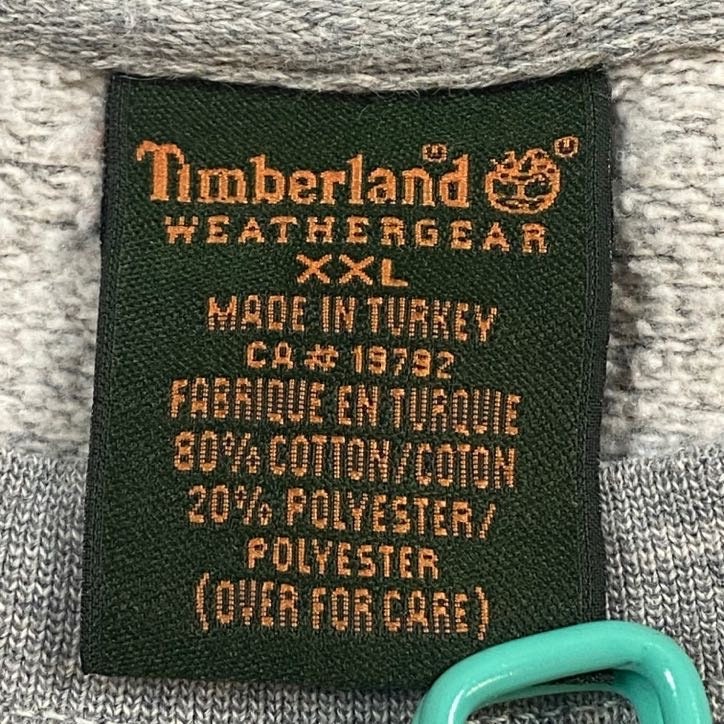 Timberland
WEATHERGEAR
XXL
MADE IN TURKEY
CA# 19792
FABRIQUE EN TURQUIE
80% COTTON/COTON
20% POLYESTER/
POLYESTER
(OVER FOR CARE)